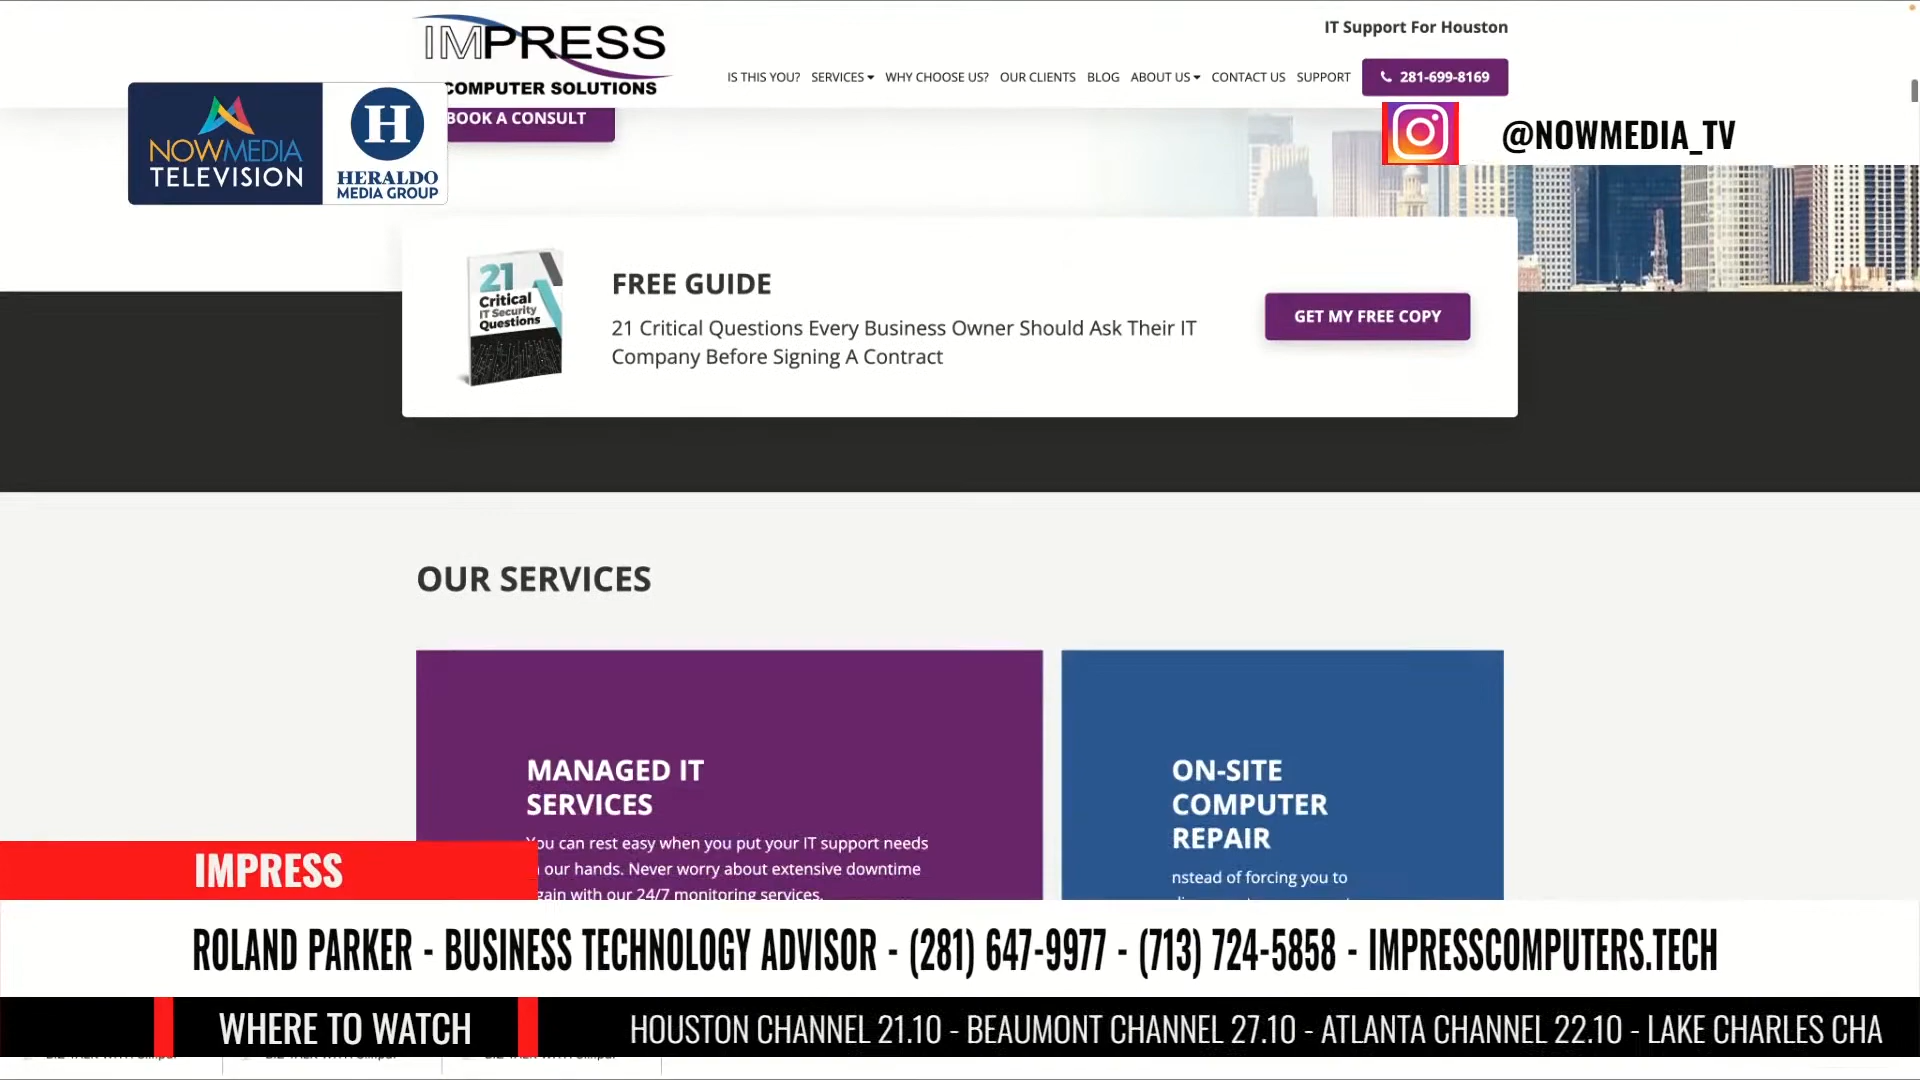 IMPRESS
COMPUTER SOLUTIONS
IT Support For Houston
IS THIS YOU? SERVICES WHY CHOOSE US? OUR CLIENTS BLOG ABOUT US CONTACT US SUPPORT 281-699-8169
BOOK A CONSULT
NOWMEDIA
TELEVISION
H
HERALDO
MEDIA GROUP
@NOWMEDIA_TV
21
Critical
IT Security
Questions
FREE GUIDE
21 Critical Questions Every Business Owner Should Ask Their IT
Company Before Signing A Contract
GET MY FREE COPY
OUR SERVICES
MANAGED IT
SERVICES
You can rest easy when you put your IT support needs
our hands. Never worry about extensive downtime
gain with our 24/7 monitoring services.
ON-SITE
COMPUTER
REPAIR
nstead of forcing you to
IMPRESS
ROLAND PARKER - BUSINESS TECHNOLOGY ADVISOR - (281) 647-9977 - (713) 724-5858 - IMPRESSCOMPUTERS.TECH
WHERE TO WATCH
HOUSTON CHANNEL 21.10 - BEAUMONT CHANNEL 27.10 - ATLANTA CHANNEL 22.10 - LAKE CHARLES CHA